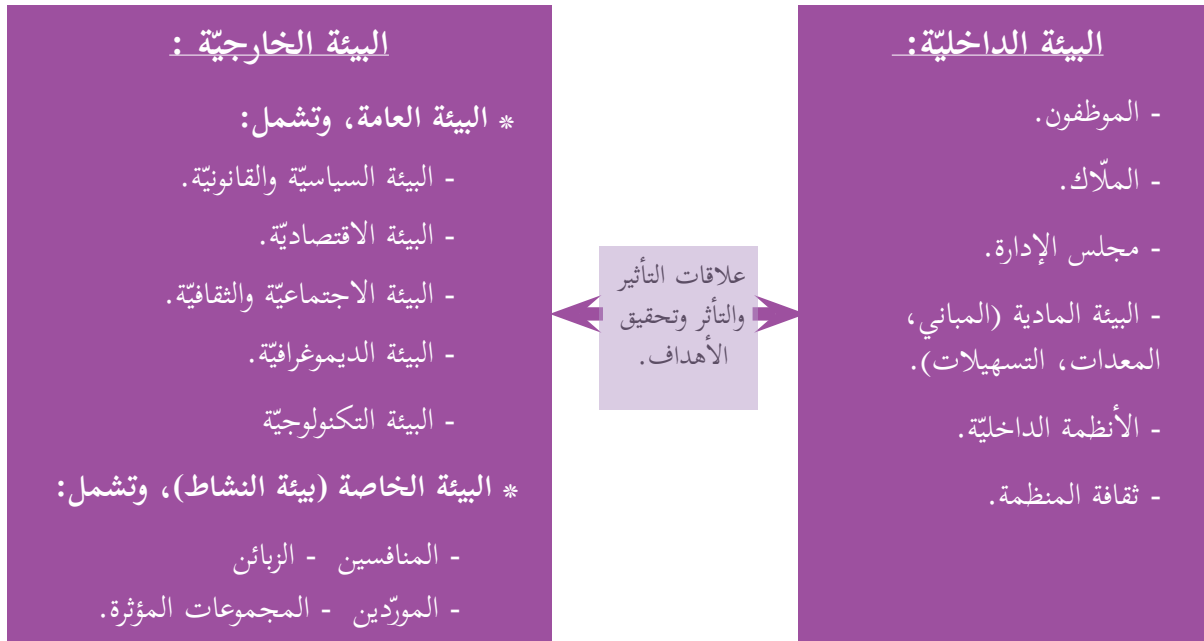 البيئة الداخليّة:
- الموظفون.
- الملّاك.
- مجلس الإدارة.
- البيئة المادية (المباني،
المعدات، التسهيلات).
- الأنظمة الداخليّة.
- ثقافة المنظمة.
علاقات التأثير
والتأثر وتحقيق
الأهداف.
البيئة الخارجيّة :
* البيئة العامة، وتشمل:
- البيئة السياسيّة والقانونيّة.
- البيئة الاقتصاديّة.
- البيئة الاجتماعيّة والثقافيّة.
- البيئة الديموغرافيّة.
- البيئة التكنولوجيّة
* البيئة الخاصة (بيئة النشاط)، وتشمل:
- المنافسين - الزبائن
- المورّدين - المجموعات المؤثرة.